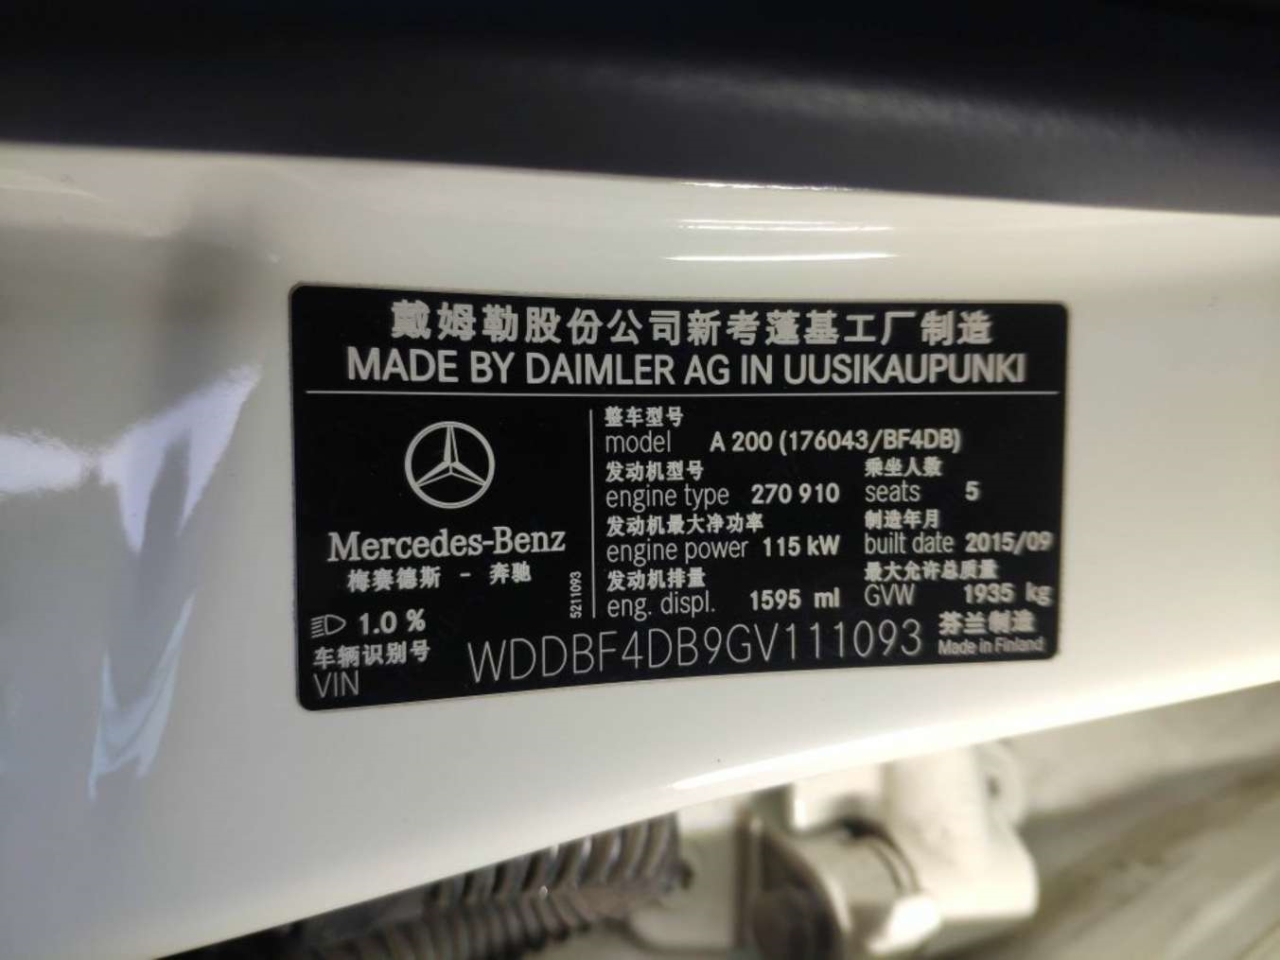 戴姆勒股份公司新考蓬基工厂制造
MADE BY DAIMLER AG IN UUSIKAUPUNKI
Mercedes-Benz
梅赛德斯 - 奔驰
5211093
整车型号
model A 200 (176043/BF4DB)
发动机型号 乘坐人数
engine type 270 910 seats 5
发动机最大净功率 制造年月
engine power 115 kW built date 2015/09
发动机排量 最大允许总质量
eng. displ. 1595 ml GVW 1935 kg
1.0 %
车辆识别号
VIN WDDBF4DB9GV111093
芬兰制造
Made in Finland